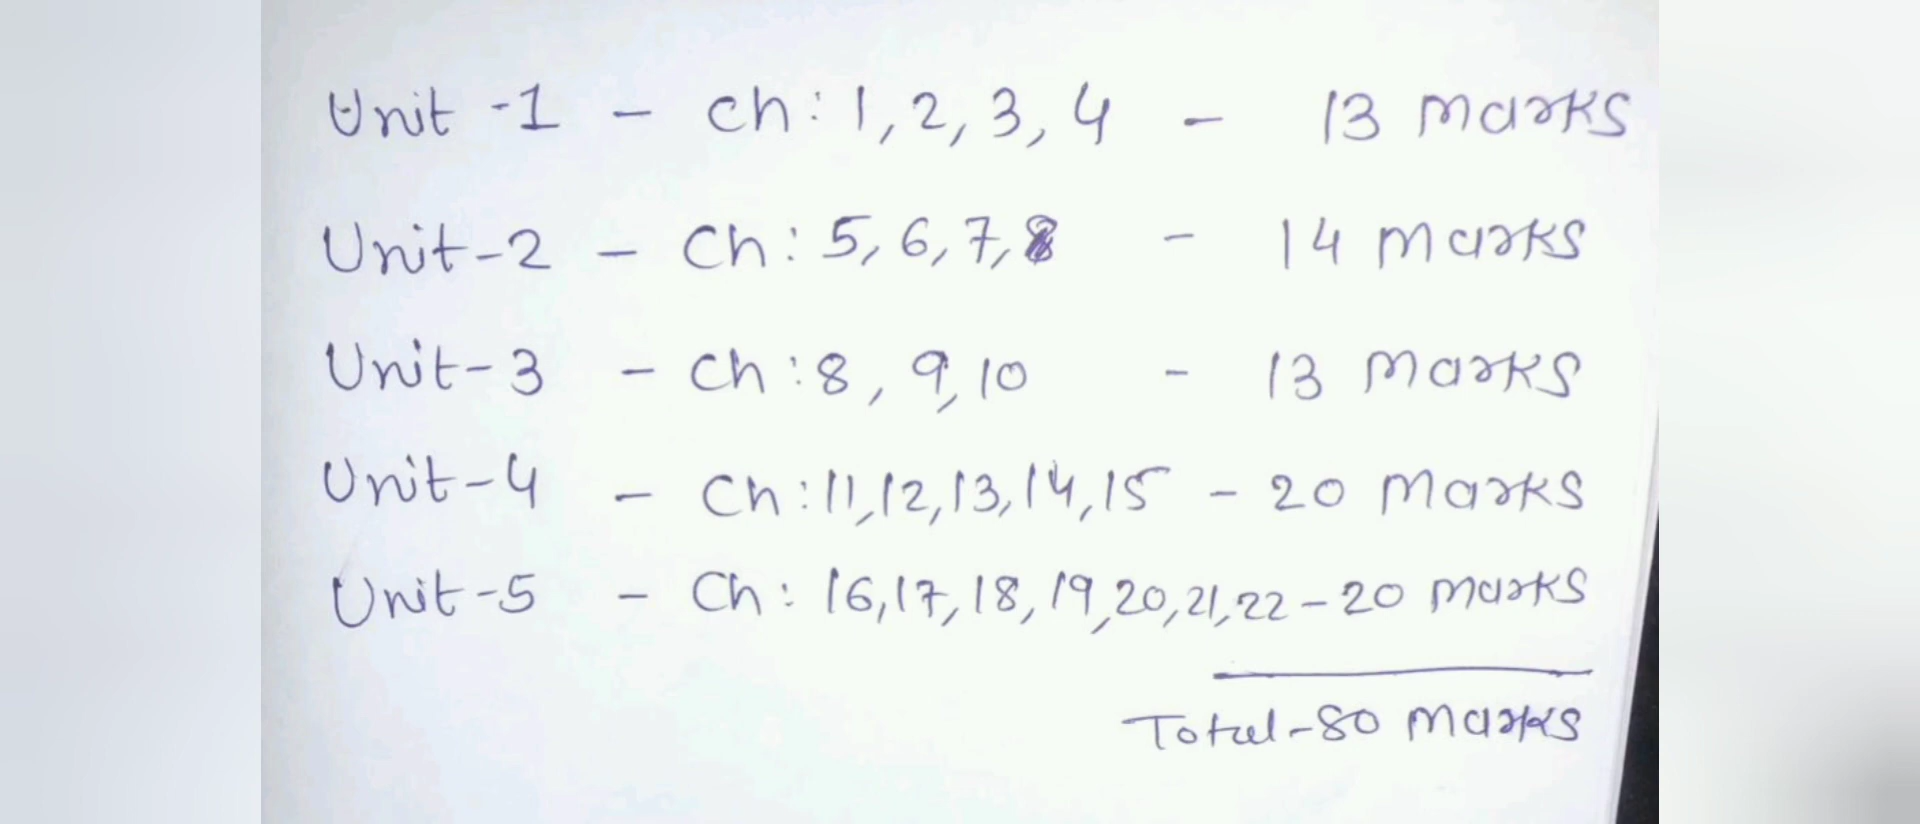 Unit -1 - ch: 1, 2, 3, 4 - 13 marks
Unit-2 - Ch: 5, 6, 7, - 14 marks
Unit-3 - Ch: 8, 9, 10 - 13 marks
Unit-4 - Ch: 11, 12, 13, 14, 15 - 20 marks
Unit-5 - Ch: 16, 17, 18, 19, 20, 21, 22 - 20 marks
Total - 80 marks